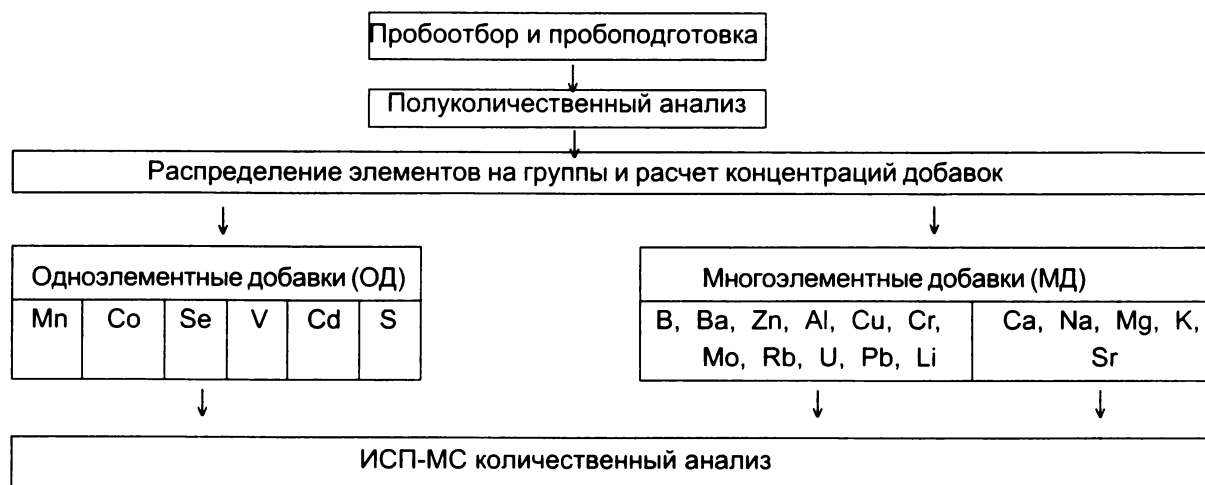 Пробоотбор и пробоподготовка
Полуколичественный анализ
Распределение элементов на группы и расчет концентраций добавок
Одноэлементные добавки (ОД)
Mn Co Se V Cd S
Многоэлементные добавки (МД)
B, Ba, Zn, Al, Cu, Cr,
Mo, Rb, U, Pb, Li
Ca, Na, Mg, K,
Sr
ИСП-МС количественный анализ